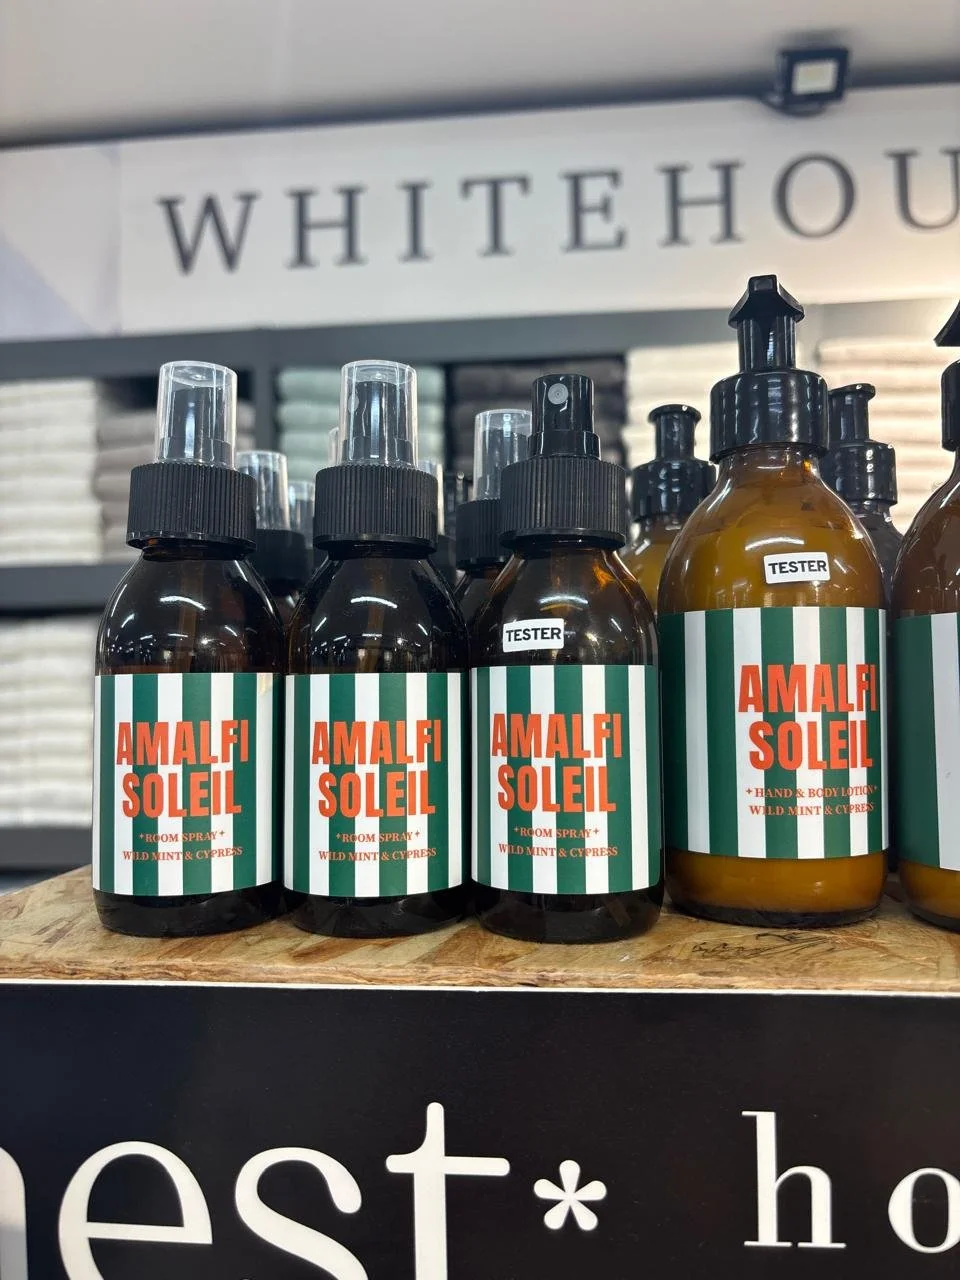 WHITEHOU
TESTER
TESTER
AMALFI
SOLEIL
ROOM SPRAY
WILD MINT & CYPRESS
AMALFI
SOLEIL
ROOM SPRAY
WILD MINT & CYPRESS
AMALFI
SOLEIL
ROOM SPRAY
WILD MINT & CYPRESS
AMALFI
SOLEIL
HAND & BODY LOTION
WILD MINT & CYPRESS
nest* ho